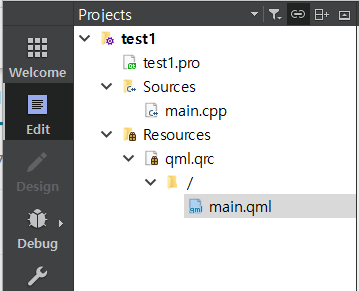 Projects
Welcome
Edit
Design
Debug
test1
test1.pro
Sources
main.cpp
Resources
qml.qrc
/
main.qml